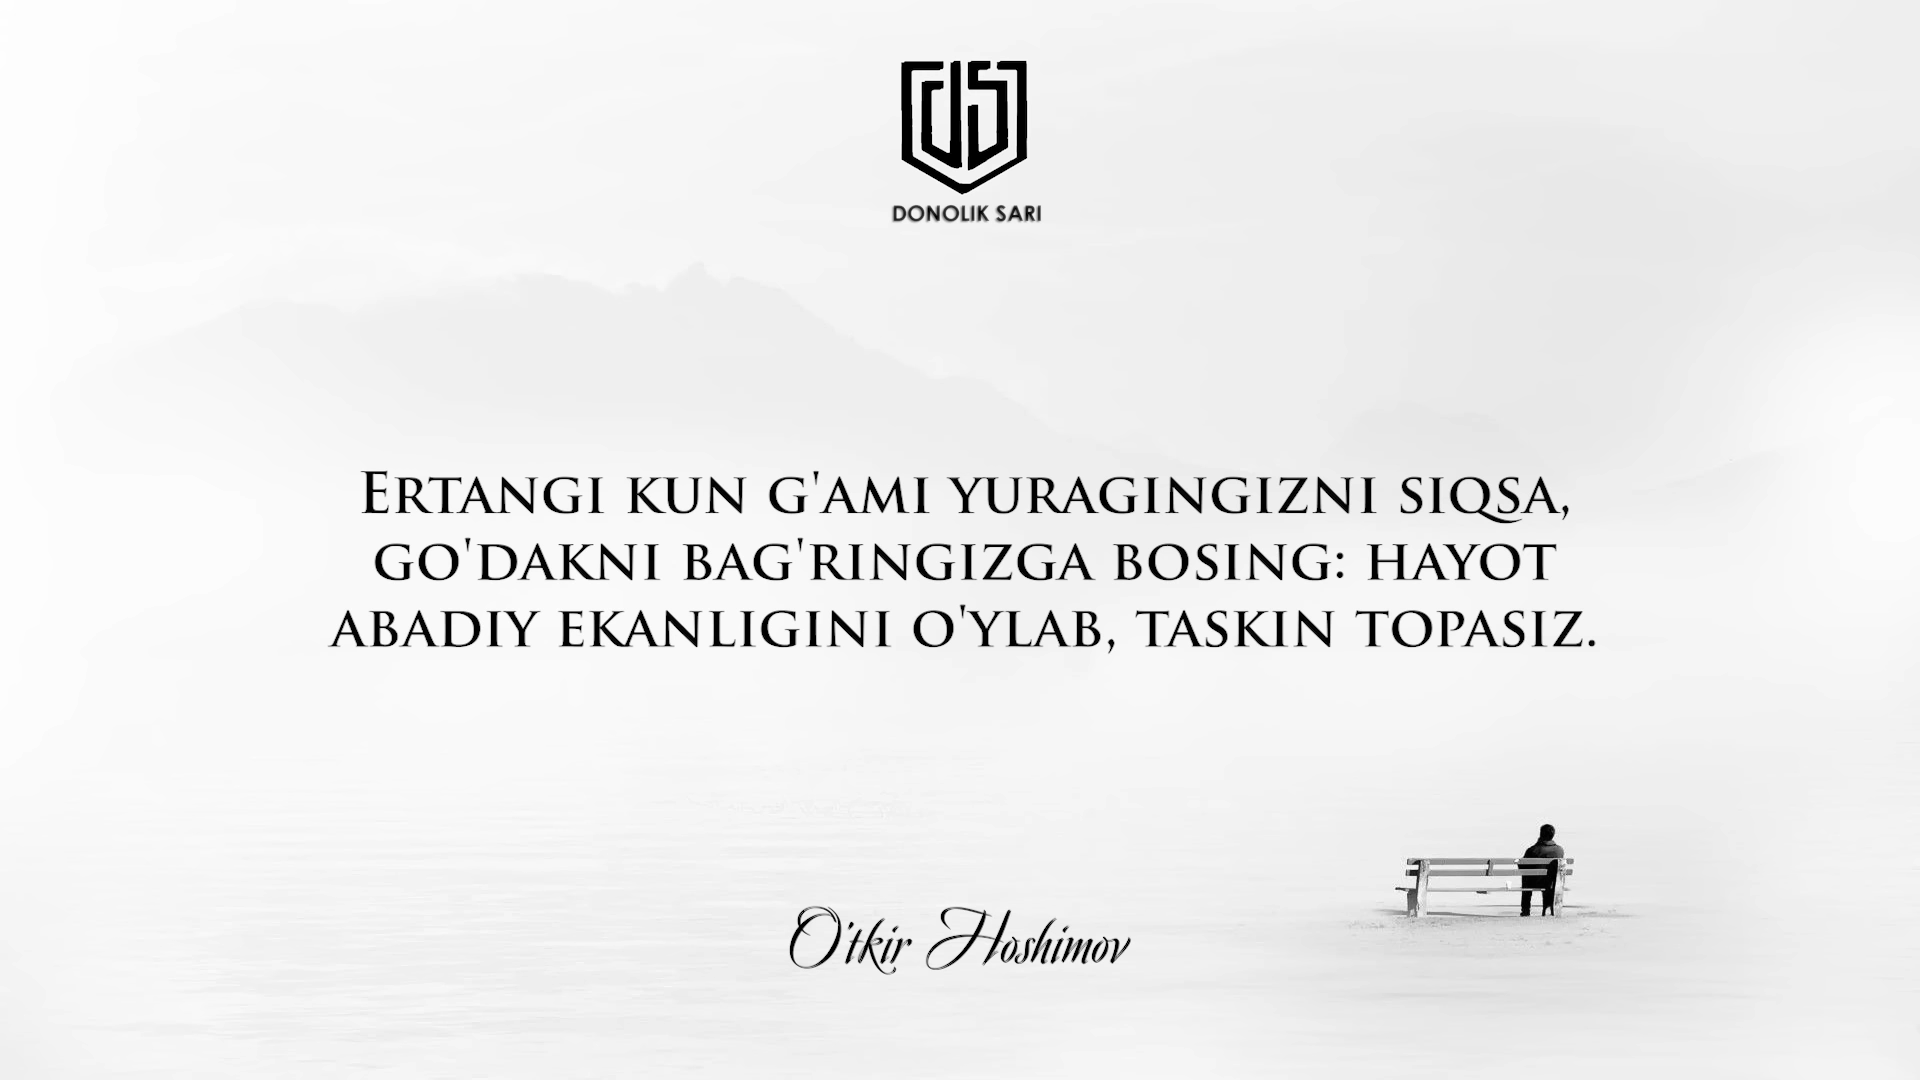 DONOLIK SARI
Ertangi kun g'ami yuragingizni siqsa,
go'dakni bag'ringizga bosing: hayot
abadiy ekanligini o'ylab, taskin topasiz.
O'tkir Hoshimov